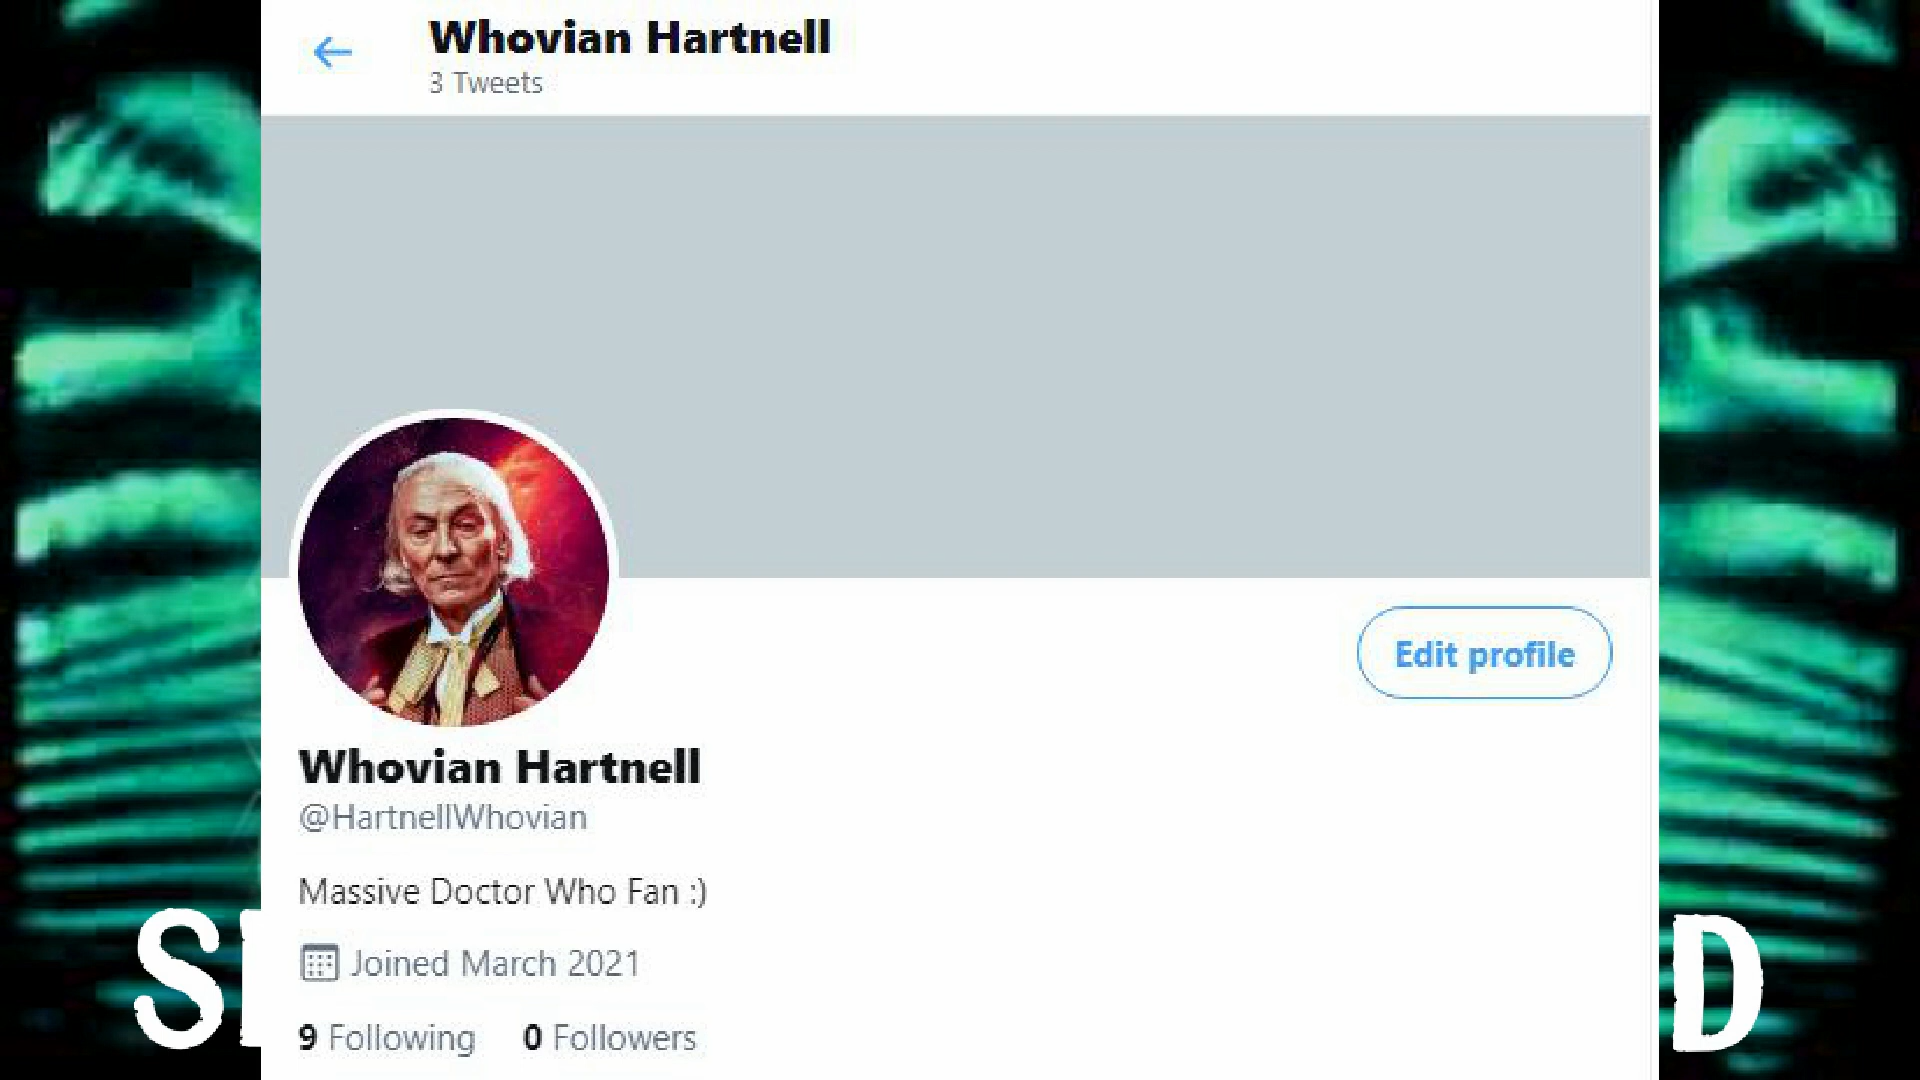 Whovian Hartnell
3 Tweets
Edit profile
Whovian Hartnell
@HartnellWhovian
Massive Doctor Who Fan :)
Joined March 2021
9 Following 0 Followers